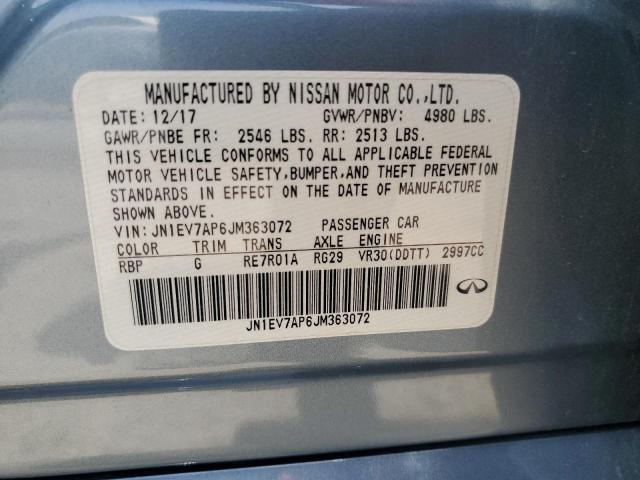 MANUFACTURED BY NISSAN MOTOR CO.,LTD.
DATE: 12/17 GVWR/PNBV: 4980 LBS.
GAWR/PNBE FR: 2546 LBS. RR: 2513 LBS.
THIS VEHICLE CONFORMS TO ALL APPLICABLE FEDERAL
MOTOR VEHICLE SAFETY,BUMPER,AND THEFT PREVENTION
STANDARDS IN EFFECT ON THE DATE OF MANUFACTURE
SHOWN ABOVE.
VIN: JN1EV7AP6JM363072 PASSENGER CAR
COLOR TRIM TRANS AXLE ENGINE
RBP G RE7R01A RG29 VR30(DDTT) 2997CC
JN1EV7AP6JM363072